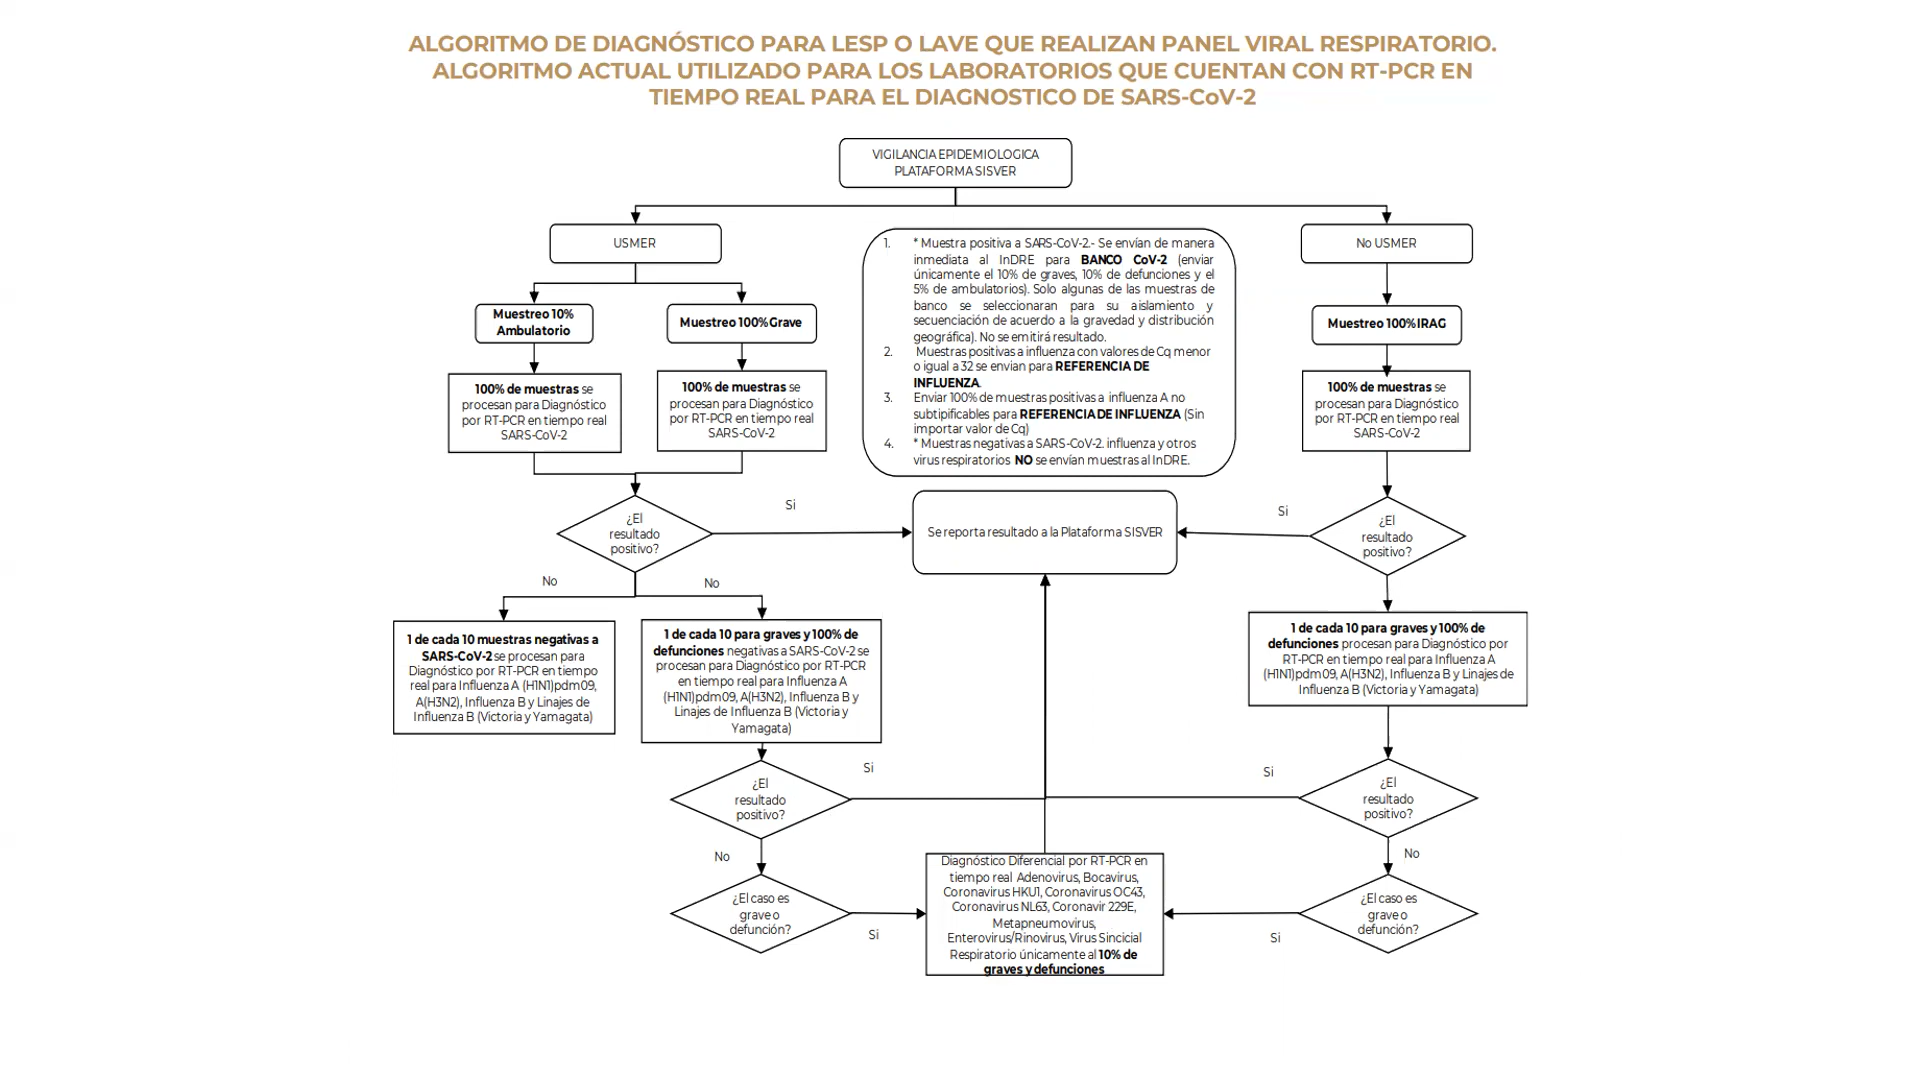 ALGORITMO DE DIAGNÓSTICO PARA LESP O LAVE QUE REALIZAN PANEL VIRAL RESPIRATORIO.
ALGORITMO ACTUAL UTILIZADO PARA LOS LABORATORIOS QUE CUENTAN CON RT-PCR EN
TIEMPO REAL PARA EL DIAGNOSTICO DE SARS-CoV-2
VIGILANCIA EPIDEMIOLOGICA
PLATAFORMA SISVER
USMER
No USMER
1. * Muestra positiva a SARS-CoV-2.- Se envían de manera
inmediata al InDRE para BANCO CoV-2 (enviar
únicamente el 10% de graves, 10% de defunciones y el
5% de ambulatorios). Solo algunas de las muestras de
banco se seleccionaran para su aislamiento y
secuenciación de acuerdo a la gravedad y distribución
geográfica). No se emitirá resultado.
2. Muestras positivas a influenza con valores de Cq menor
o igual a 32 se envian para REFERENCIA DE
INFLUENZA.
3. Enviar 100% de muestras positivas a influenza A no
subtipificables para REFERENCIA DE INFLUENZA (Sin
importar valor de Cq)
4. * Muestras negativas a SARS-CoV-2. influenza y otros
virus respiratorios NO se envían muestras al InDRE.
Muestreo 10%
Ambulatorio
Muestreo 100% Grave
Muestreo 100% IRAG
100% de muestras se
procesan para Diagnóstico
por RT-PCR en tiempo real
SARS-CoV-2
100% de muestras se
procesan para Diagnóstico
por RT-PCR en tiempo real
SARS-CoV-2
100% de muestras se
procesan para Diagnóstico
por RT-PCR en tiempo real
SARS-CoV-2
¿El
resultado
positivo?
Si
Se reporta resultado a la Plataforma SISVER
Si
¿El
resultado
positivo?
No
No
1 de cada 10 muestras negativas a
SARS-CoV-2 se procesan para
Diagnóstico por RT-PCR en tiempo
real para Influenza A (H1N1)pdm09,
A(H3N2), Influenza B y Linajes de
Influenza B (Victoria y Yamagata)
1 de cada 10 para graves y 100% de
defunciones negativas a SARS-CoV-2 se
procesan para Diagnóstico por RT-PCR
en tiempo real para Influenza A
(H1N1)pdm09, A(H3N2), Influenza B y
Linajes de Influenza B (Victoria y
Yamagata)
1 de cada 10 para graves y 100% de
defunciones procesan para Diagnóstico por
RT-PCR en tiempo real para Influenza A
(H1N1)pdm09, A(H3N2), Influenza B y Linajes de
Influenza B (Victoria y Yamagata)
¿El
resultado
positivo?
Si
Si
¿El
resultado
positivo?
No
No
¿El caso es
grave o
defunción?
Si
Diagnóstico Diferencial por RT-PCR en
tiempo real Adenovirus, Bocavirus,
Coronavirus HKU1, Coronavirus OC43,
Coronavirus NL63, Coronavir 229E,
Metapneumovirus,
Enterovirus/Rinovirus, Virus Sincicial
Respiratorio únicamente al 10% de
graves y defunciones
Si
¿El caso es
grave o
defunción?